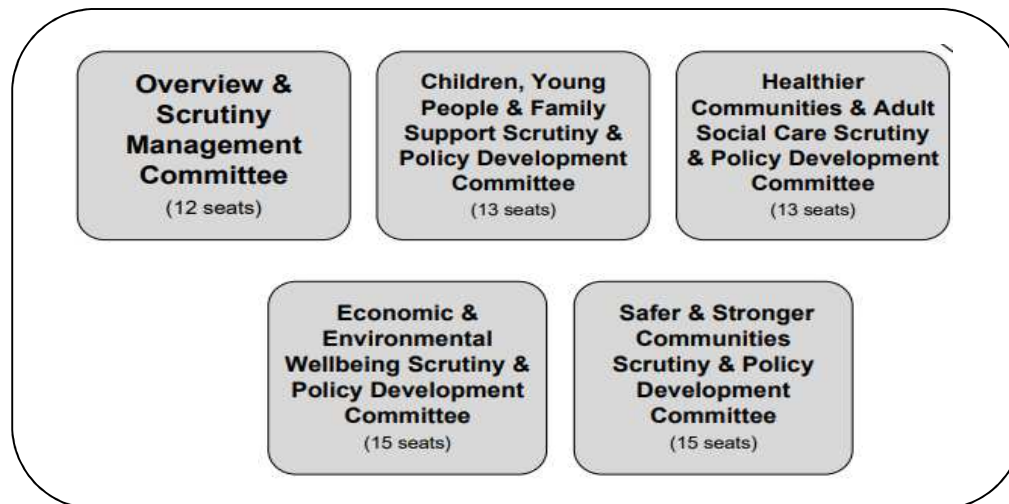 Overview &
Scrutiny
Management
Committee
(12 seats)
Children, Young
People & Family
Support Scrutiny &
Policy Development
Committee
(13 seats)
Healthier
Communities & Adult
Social Care Scrutiny
& Policy Development
Committee
(13 seats)
Economic &
Environmental
Wellbeing Scrutiny &
Policy Development
Committee
(15 seats)
Safer & Stronger
Communities
Scrutiny & Policy
Development
Committee
(15 seats)